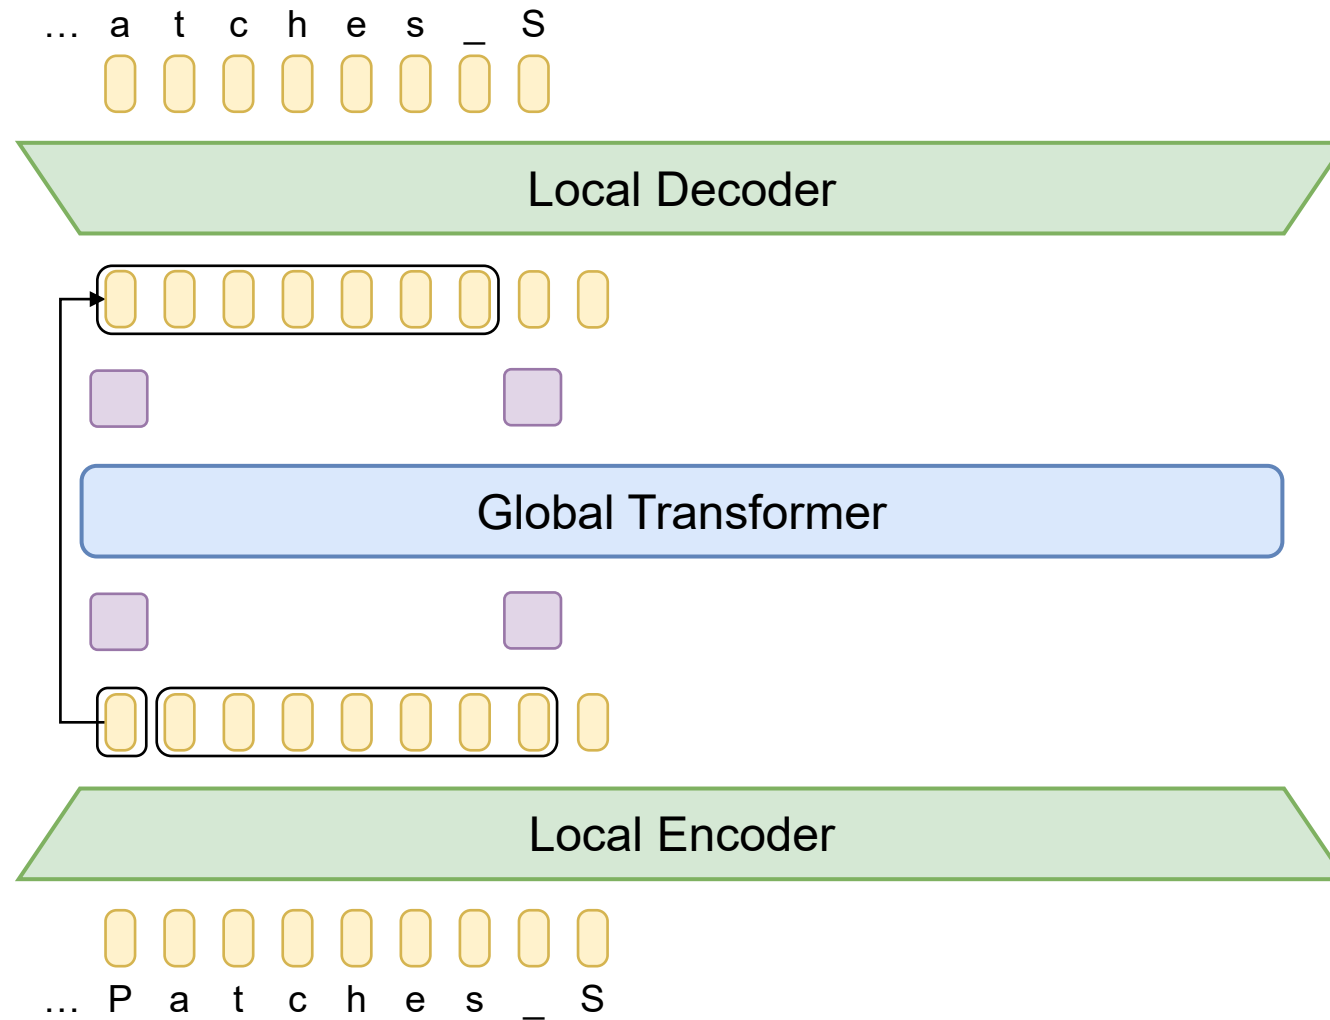 ... a t c h e s _ S
Local Decoder
Global Transformer
Local Encoder
... P a t c h e s _ S